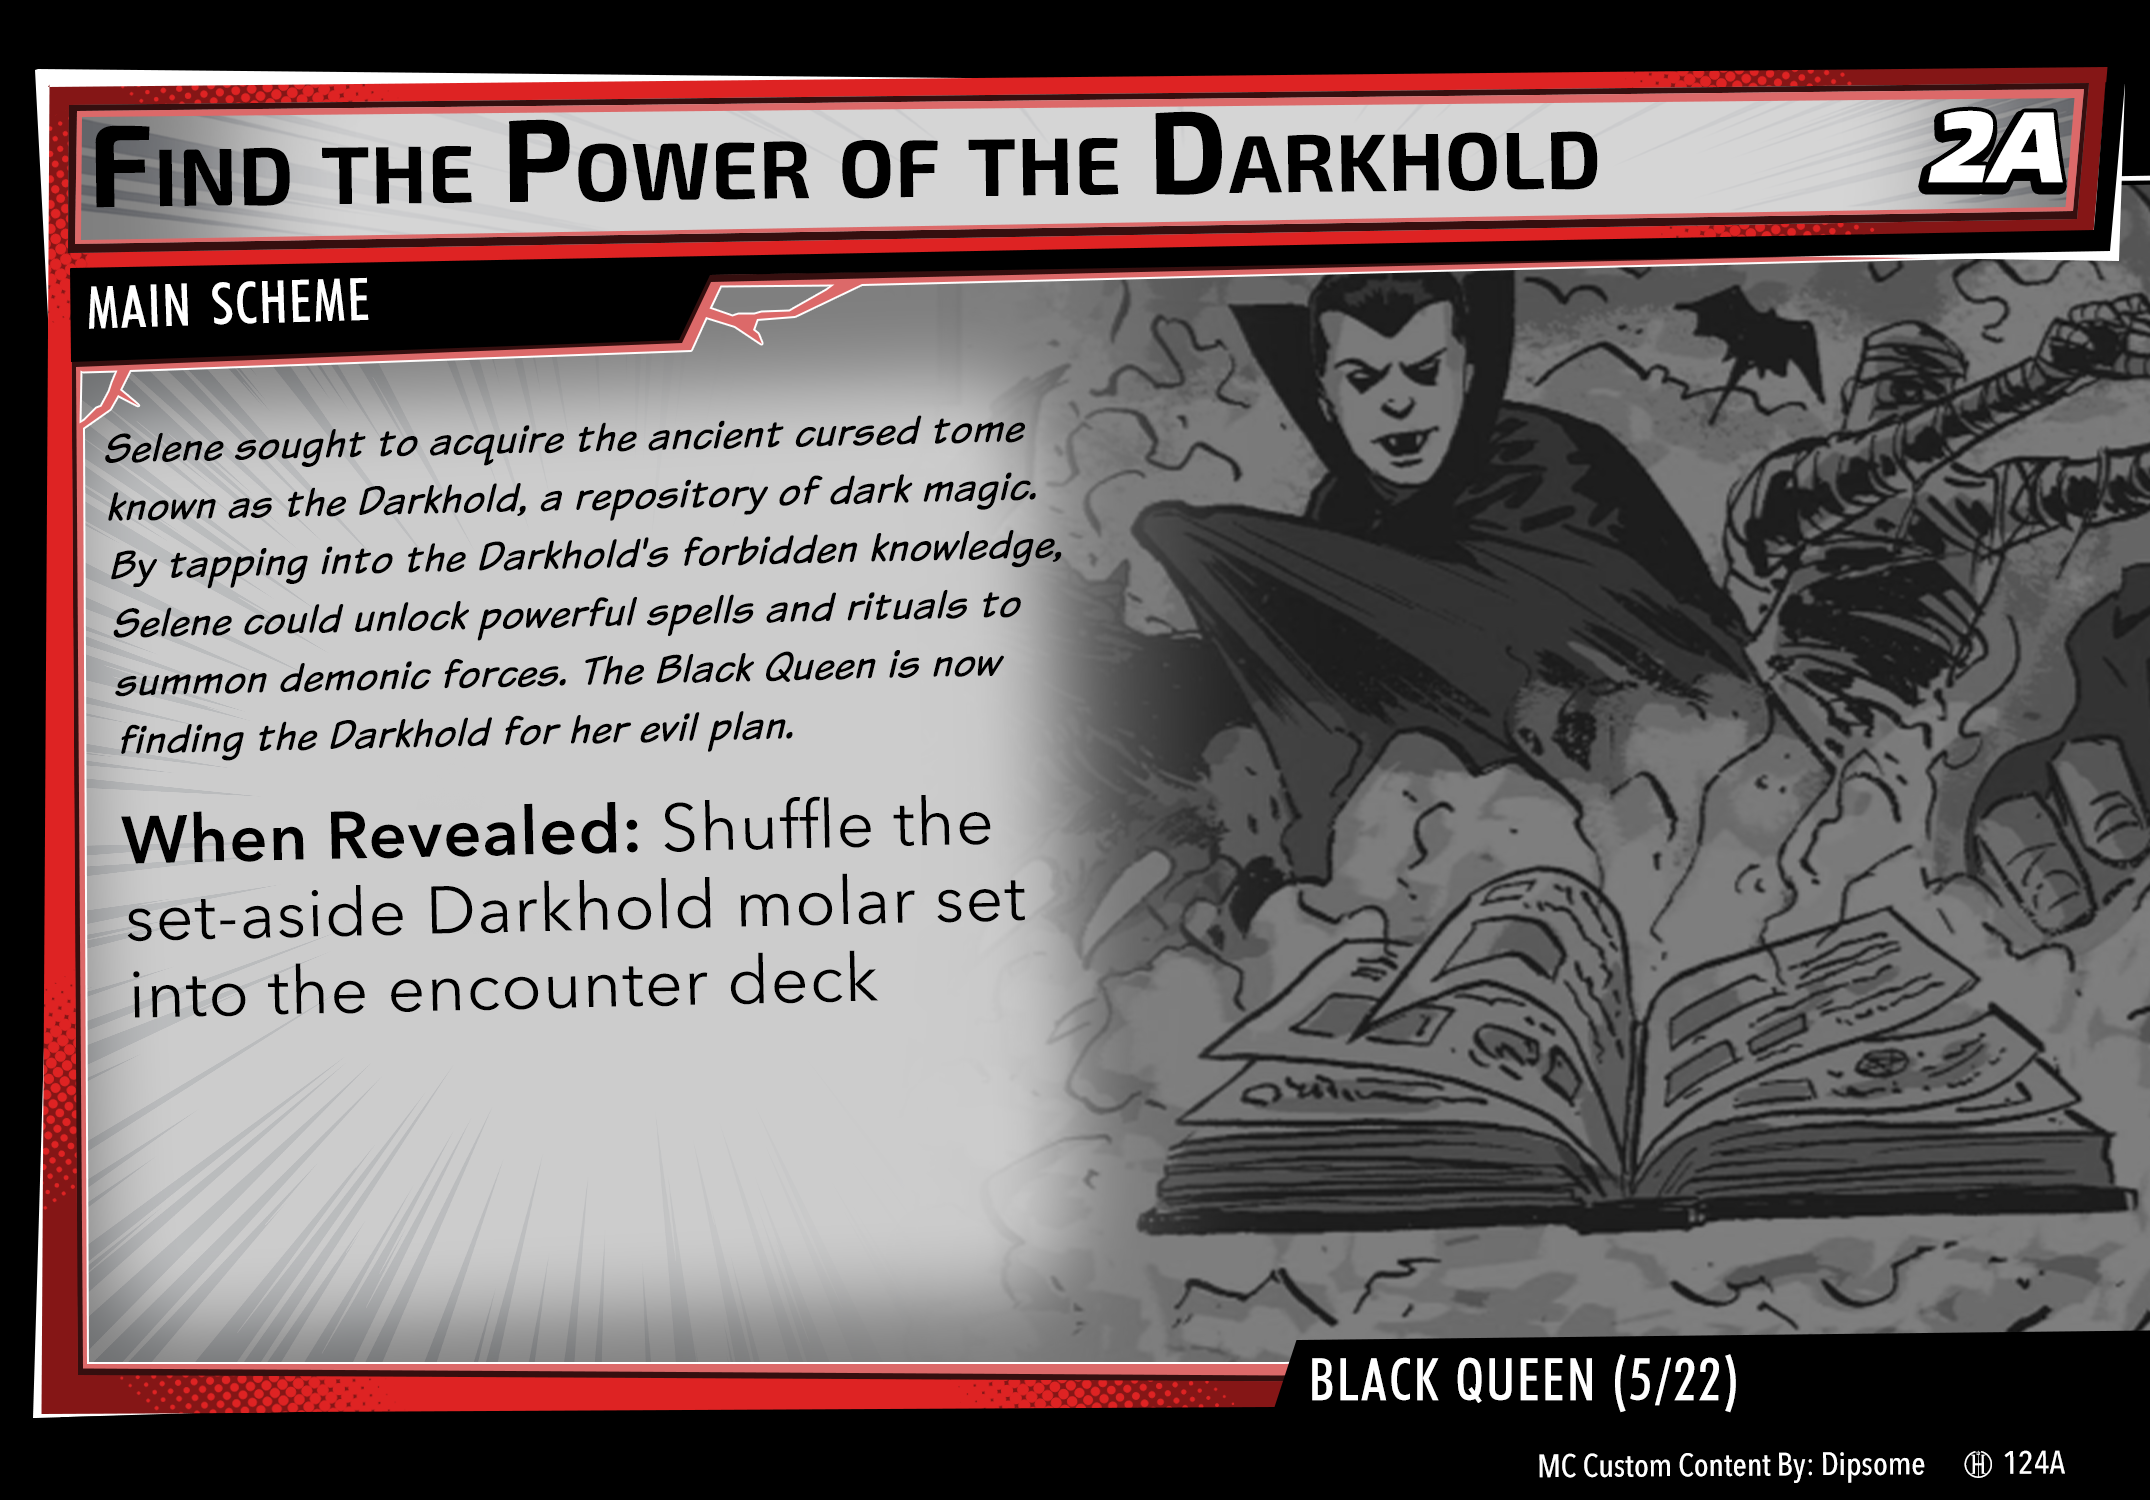 FIND THE POWER OF THE DARKHOLD
2A
MAIN SCHEME
Selene sought to acquire the ancient cursed tome
known as the Darkhold, a repository of dark magic.
By tapping into the Darkhold's forbidden knowledge,
Selene could unlock powerful spells and rituals to
summon demonic forces. The Black Queen is now
finding the Darkhold for her evil plan.
When Revealed: Shuffle the
set-aside Darkhold molar set
into the encounter deck
BLACK QUEEN (5/22)
MC Custom Content By: Dipsome H 124A